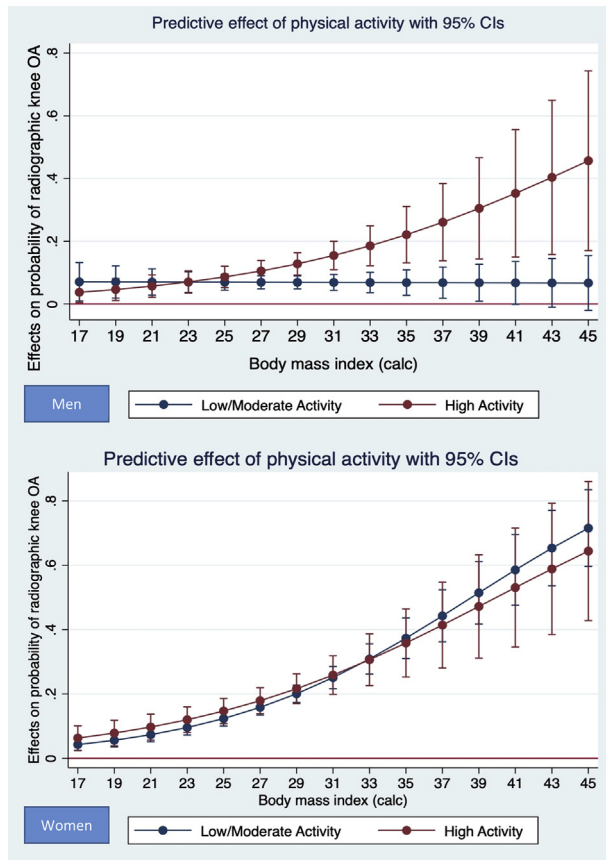 Predictive effect of physical activity with 95% CIs
Effects on probability of radiographic knee OA
.8
.6
.4
.2
0
17 19 21 23 25 27 29 31 33 35 37 39 41 43 45
Body mass index (calc)
Men
Low/Moderate Activity High Activity
Predictive effect of physical activity with 95% CIs
Effects on probability of radiographic knee OA
.8
.6
.4
.2
0
17 19 21 23 25 27 29 31 33 35 37 39 41 43 45
Body mass index (calc)
Women
Low/Moderate Activity High Activity